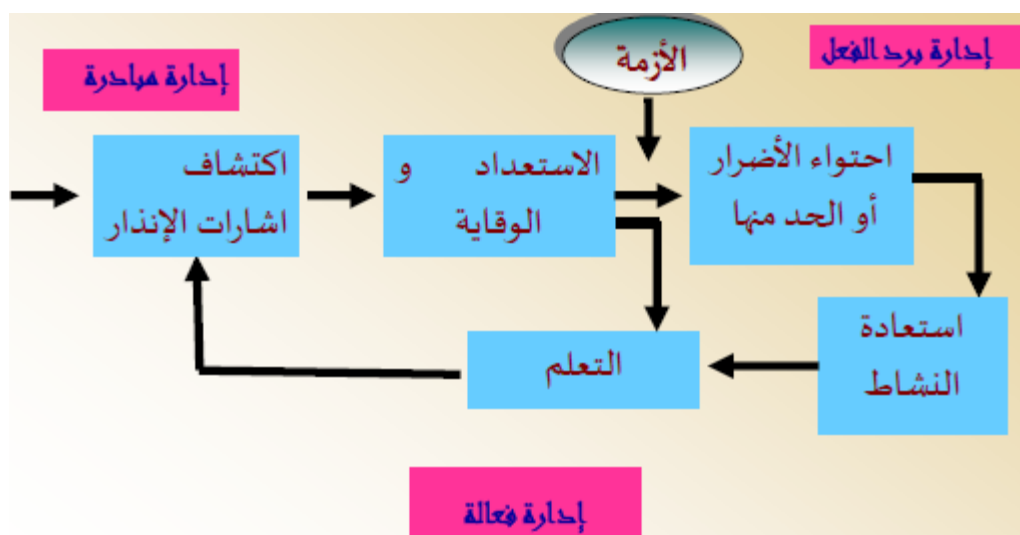 إدارة برد الفعل
الأزمة
إدارة مبادرة
اكتشاف
اشارات الإنذار
الاستعداد و
الوقاية
احتواء الأضرار
أو الحد منها
استعادة
النشاط
التعلم
إدارة فعالة